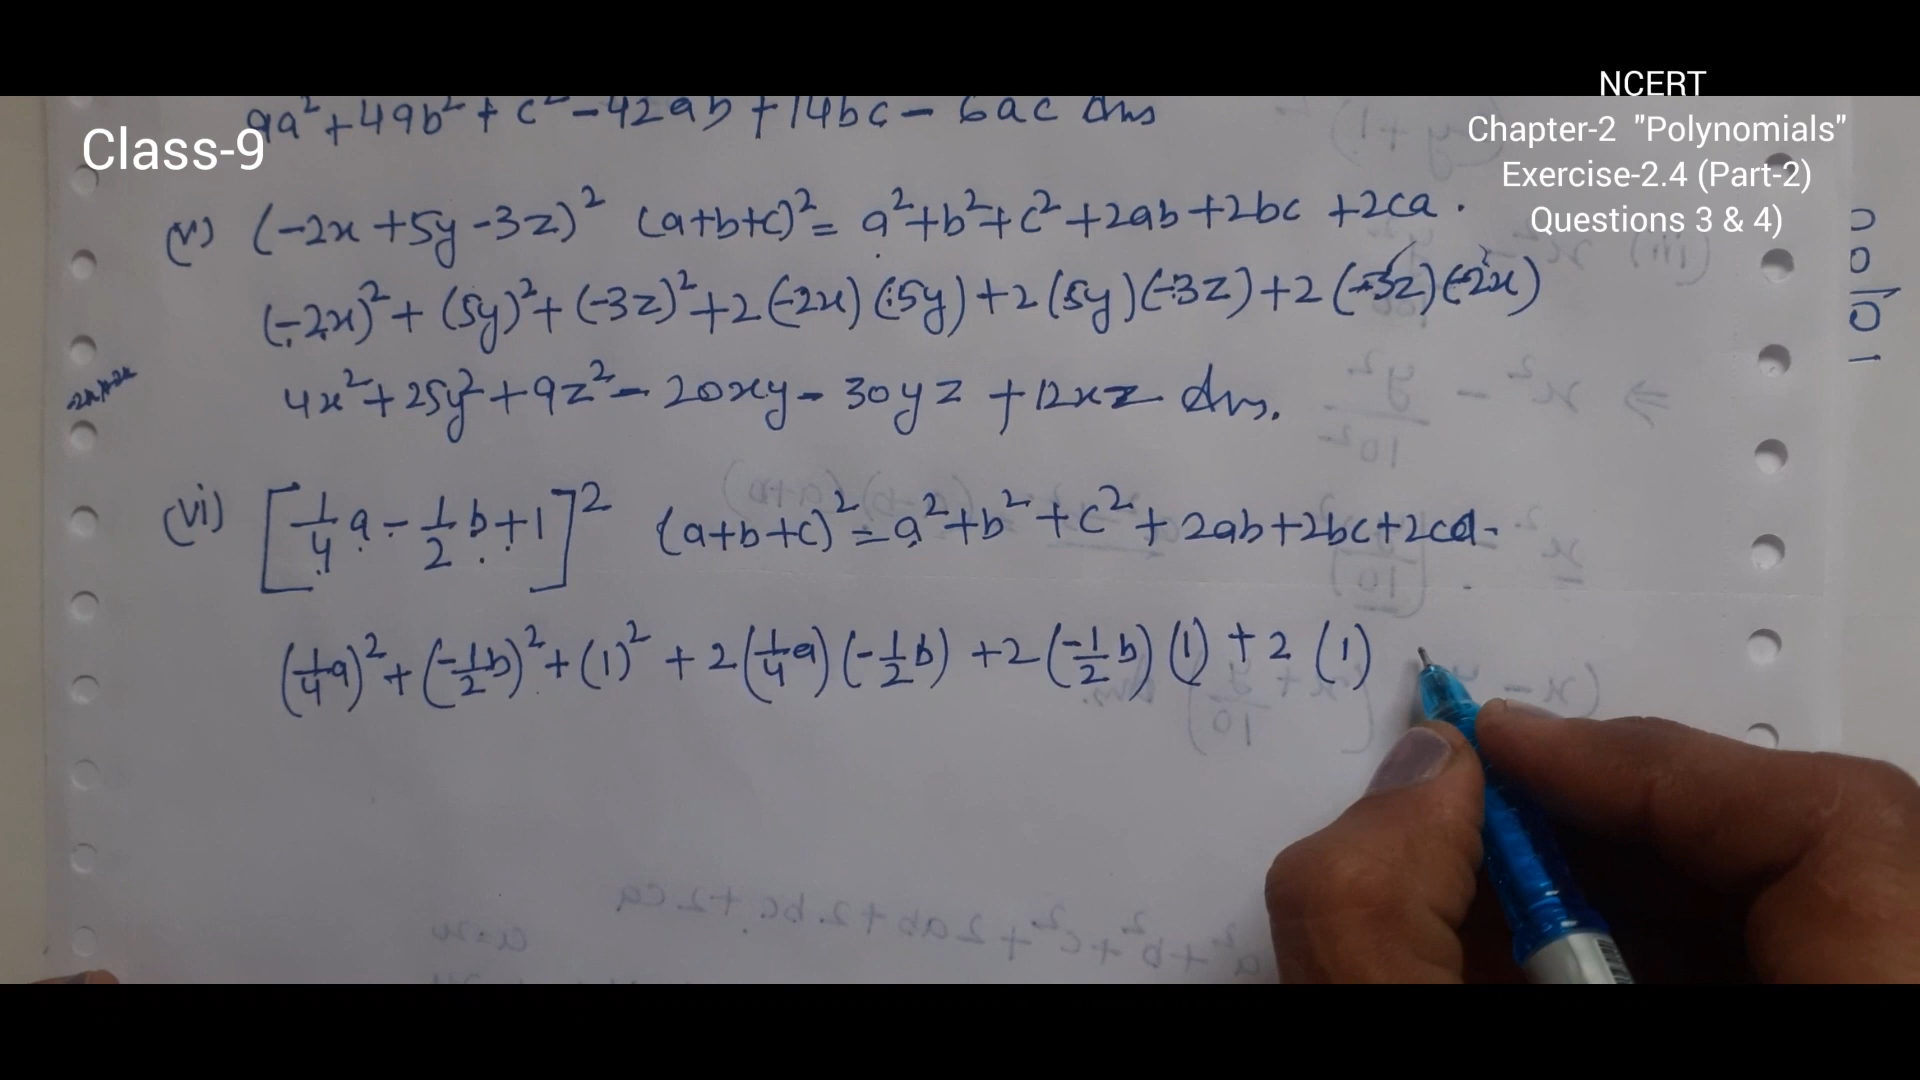 NCERT
Chapter-2 "Polynomials"
Exercise-2.4 (Part-2)
Questions 3 & 4)
Class-9
9a²+49b²+c²-42ab+14bc-6ac Ans
(v) (-2x+5y-3z)² (a+b+c)²= a²+b²+c²+2ab+2bc+2ca.
(-2x)²+(5y)²+(-3z)²+2(-2x)(5y)+2(5y)(-3z)+2(-3z)(-2x)
4x²+25y²+9z²-20xy-30yz+12xz Ans.
(vi) [1/4 a - 1/2 b+1]² (a+b+c)²=a²+b²+c²+2ab+2bc+2ca.
(1/4 a)²+(-1/2 b)²+(1)²+2(1/4 a)(-1/2 b)+2(-1/2 b)(1)+2(1)